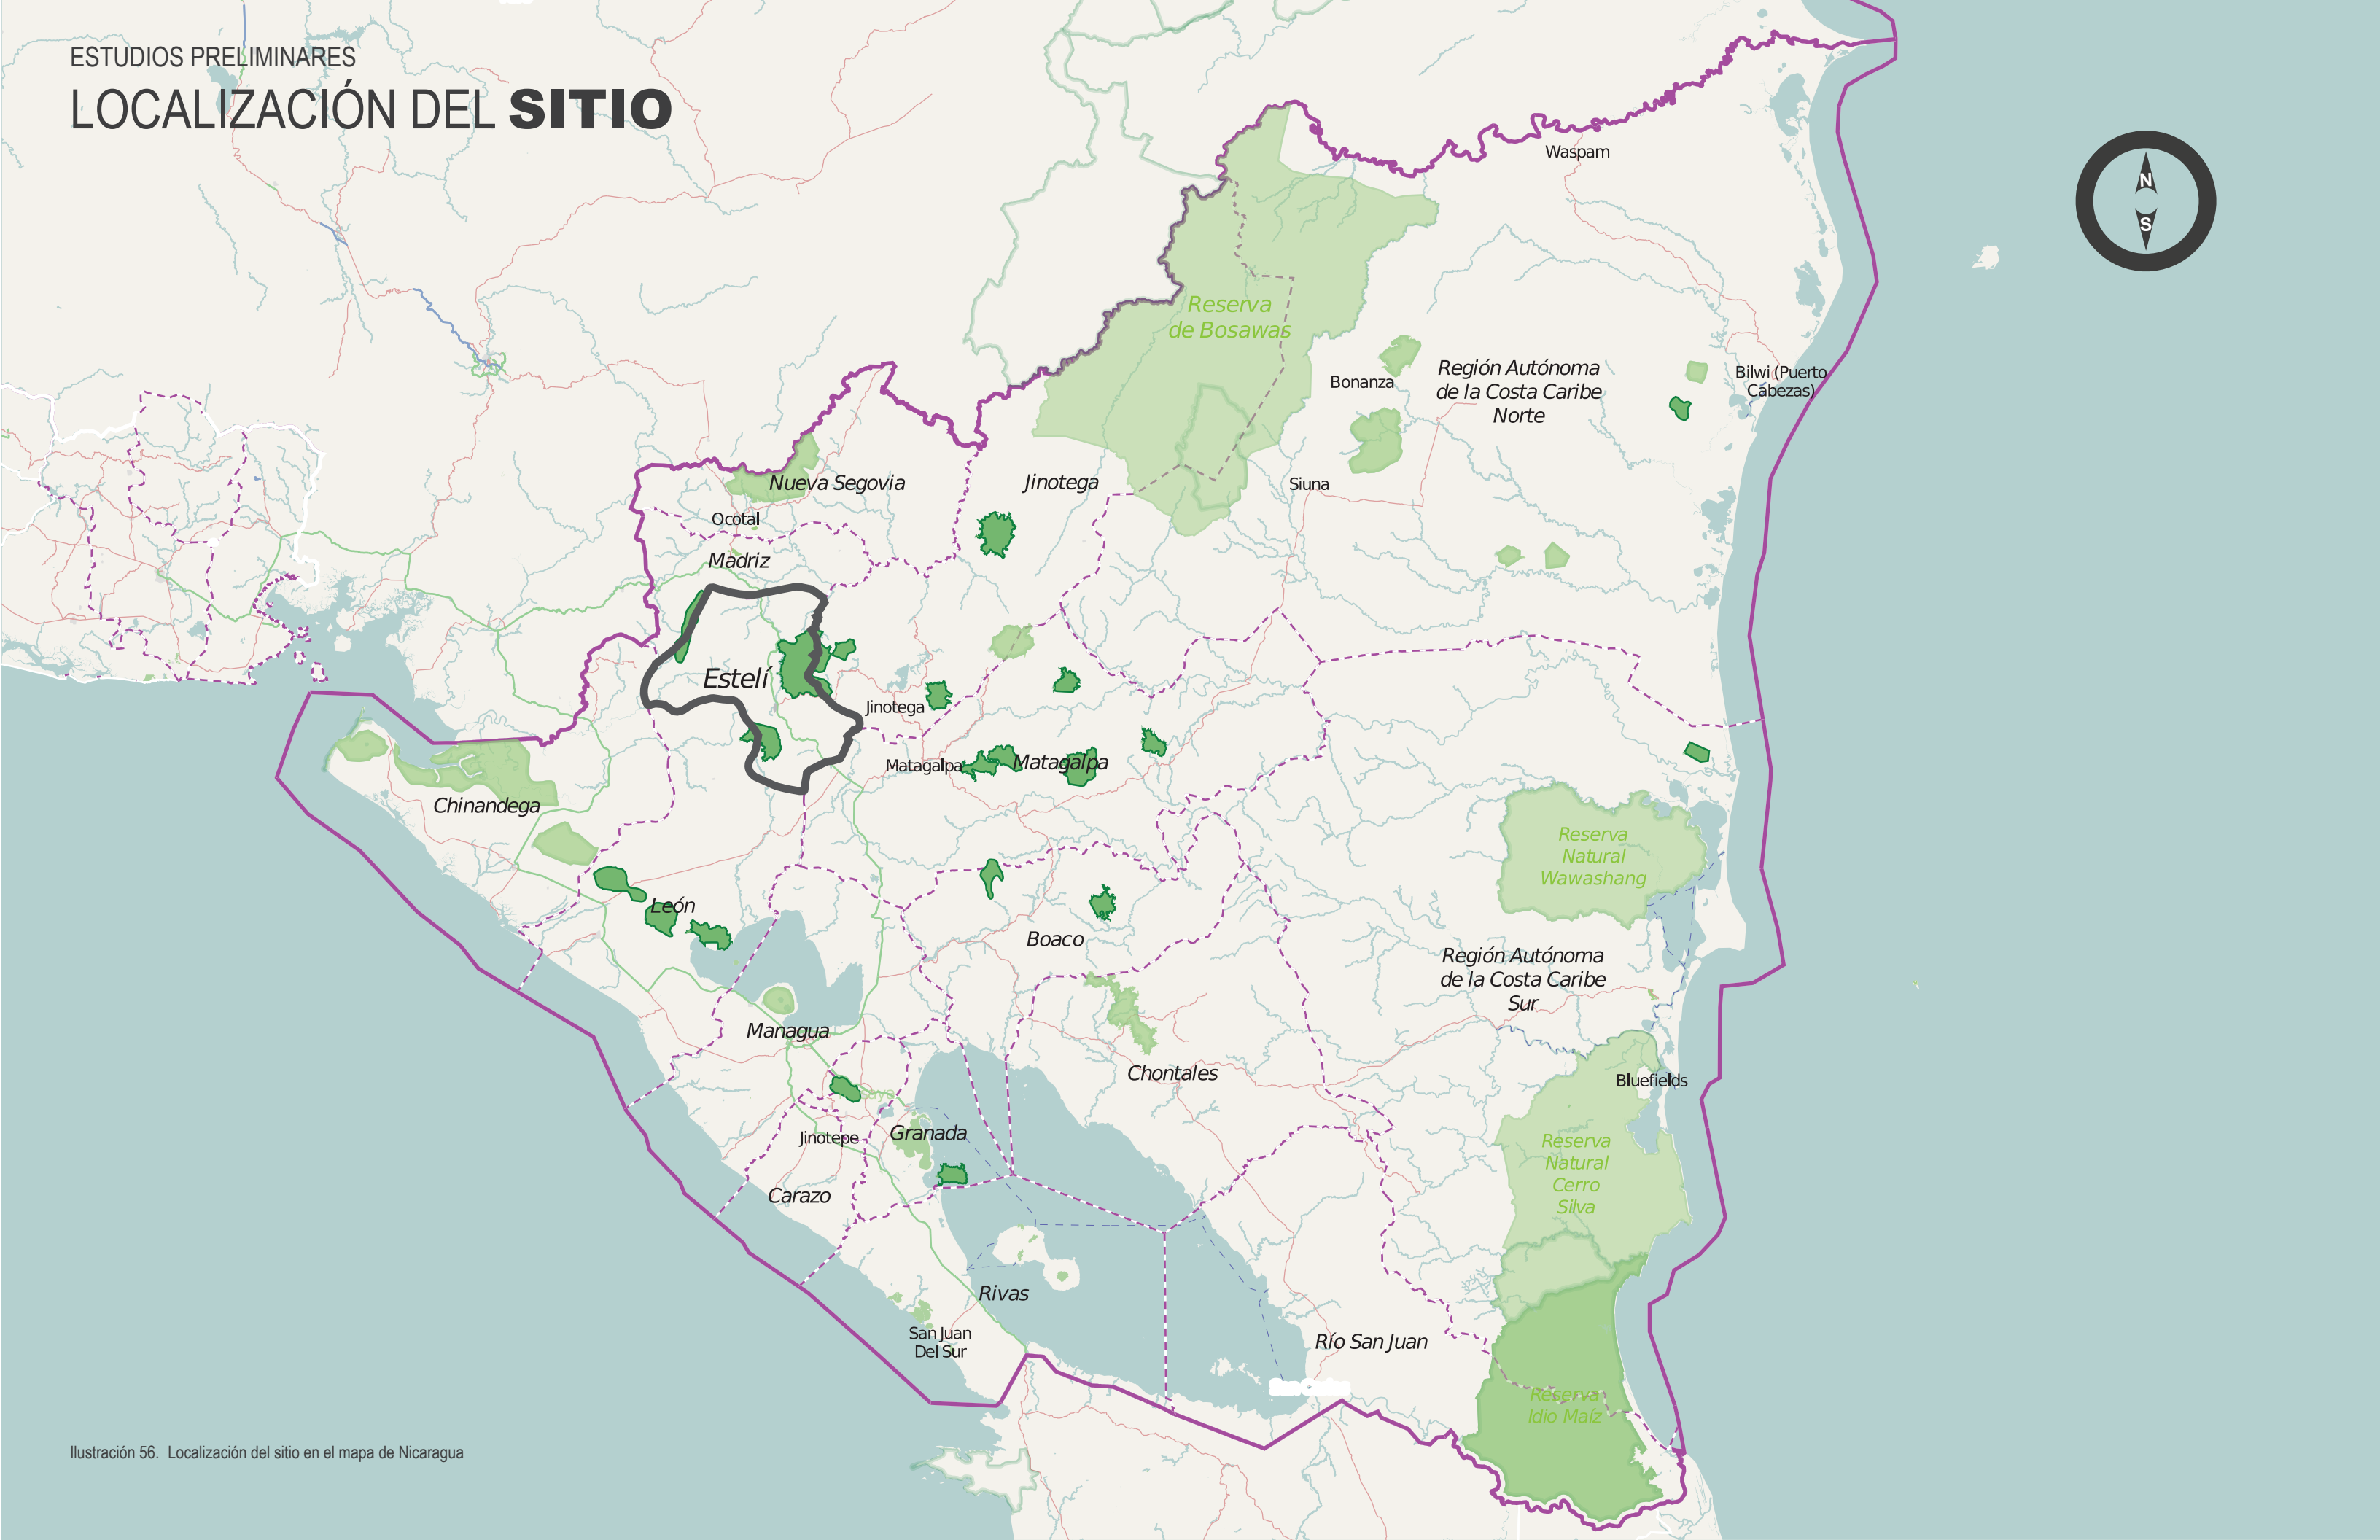 ESTUDIOS PRELIMINARES
LOCALIZACIÓN DEL SITIO
N
S
Waspam
Reserva
de Bosawas
Bonanza
Región Autónoma
de la Costa Caribe
Norte
Bilwi (Puerto
Cabezas)
Nueva Segovia
Jinotega
Siuna
Ocotal
Madriz
Estelí
Jinotega
Matagalpa
Matagalpa
Chinandega
Reserva
Natural
Wawashang
León
Boaco
Región Autónoma
de la Costa Caribe
Sur
Managua
Chontales
Bluefields
Jinotepe
Granada
Reserva
Natural
Cerro
Silva
Carazo
Rivas
San Juan
Del Sur
Río San Juan
Reserva
Idio Maíz
Ilustración 56. Localización del sitio en el mapa de Nicaragua